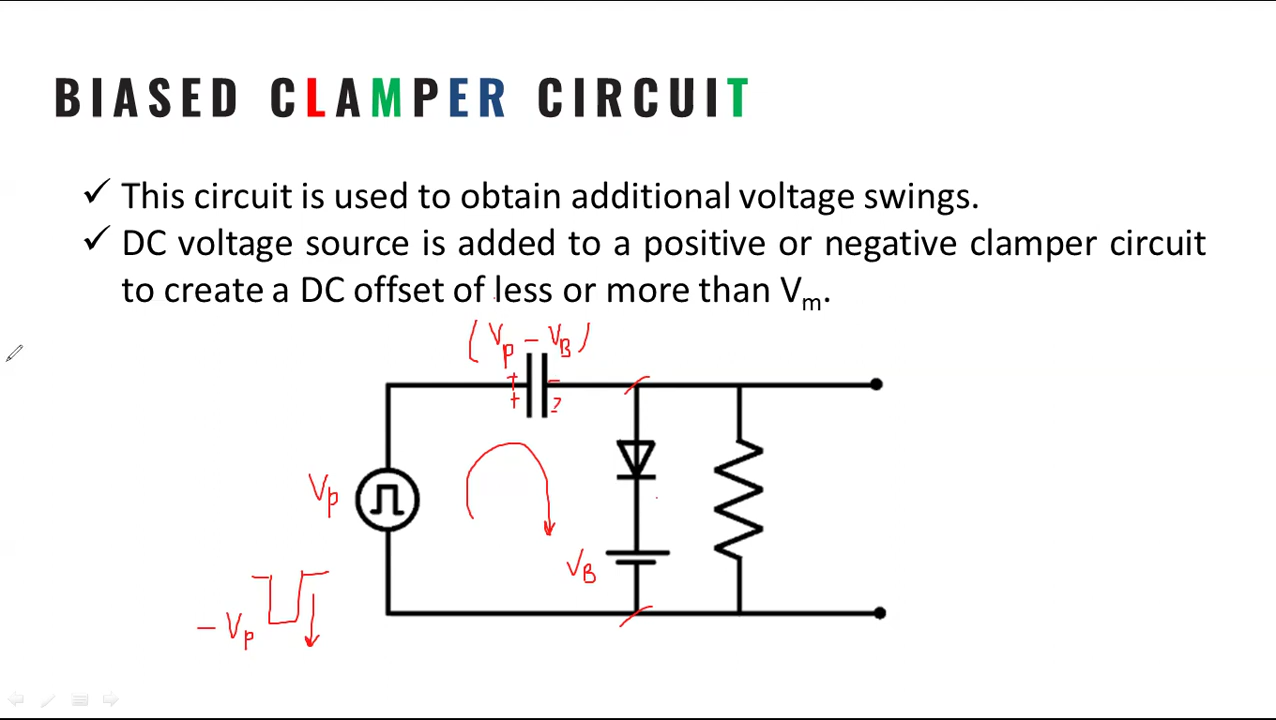 BIASED CLAMPER CIRCUIT
✓ This circuit is used to obtain additional voltage swings.
✓ DC voltage source is added to a positive or negative clamper circuit
to create a DC offset of less or more than Vₘ.
(Vp - VB)
+ -
+
Vp
VB
- Vp